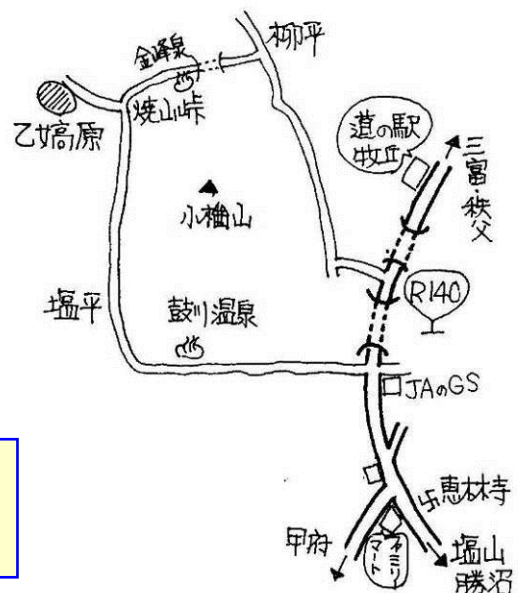 柳平
金峰泉
焼山峠
乙女高原
道の駅
牧丘
三富・秩父
小楢山
R140
塩平
鼓川温泉
JAのGS
卍恵林寺
甲府
ファミリー
マート
塩山
勝沼